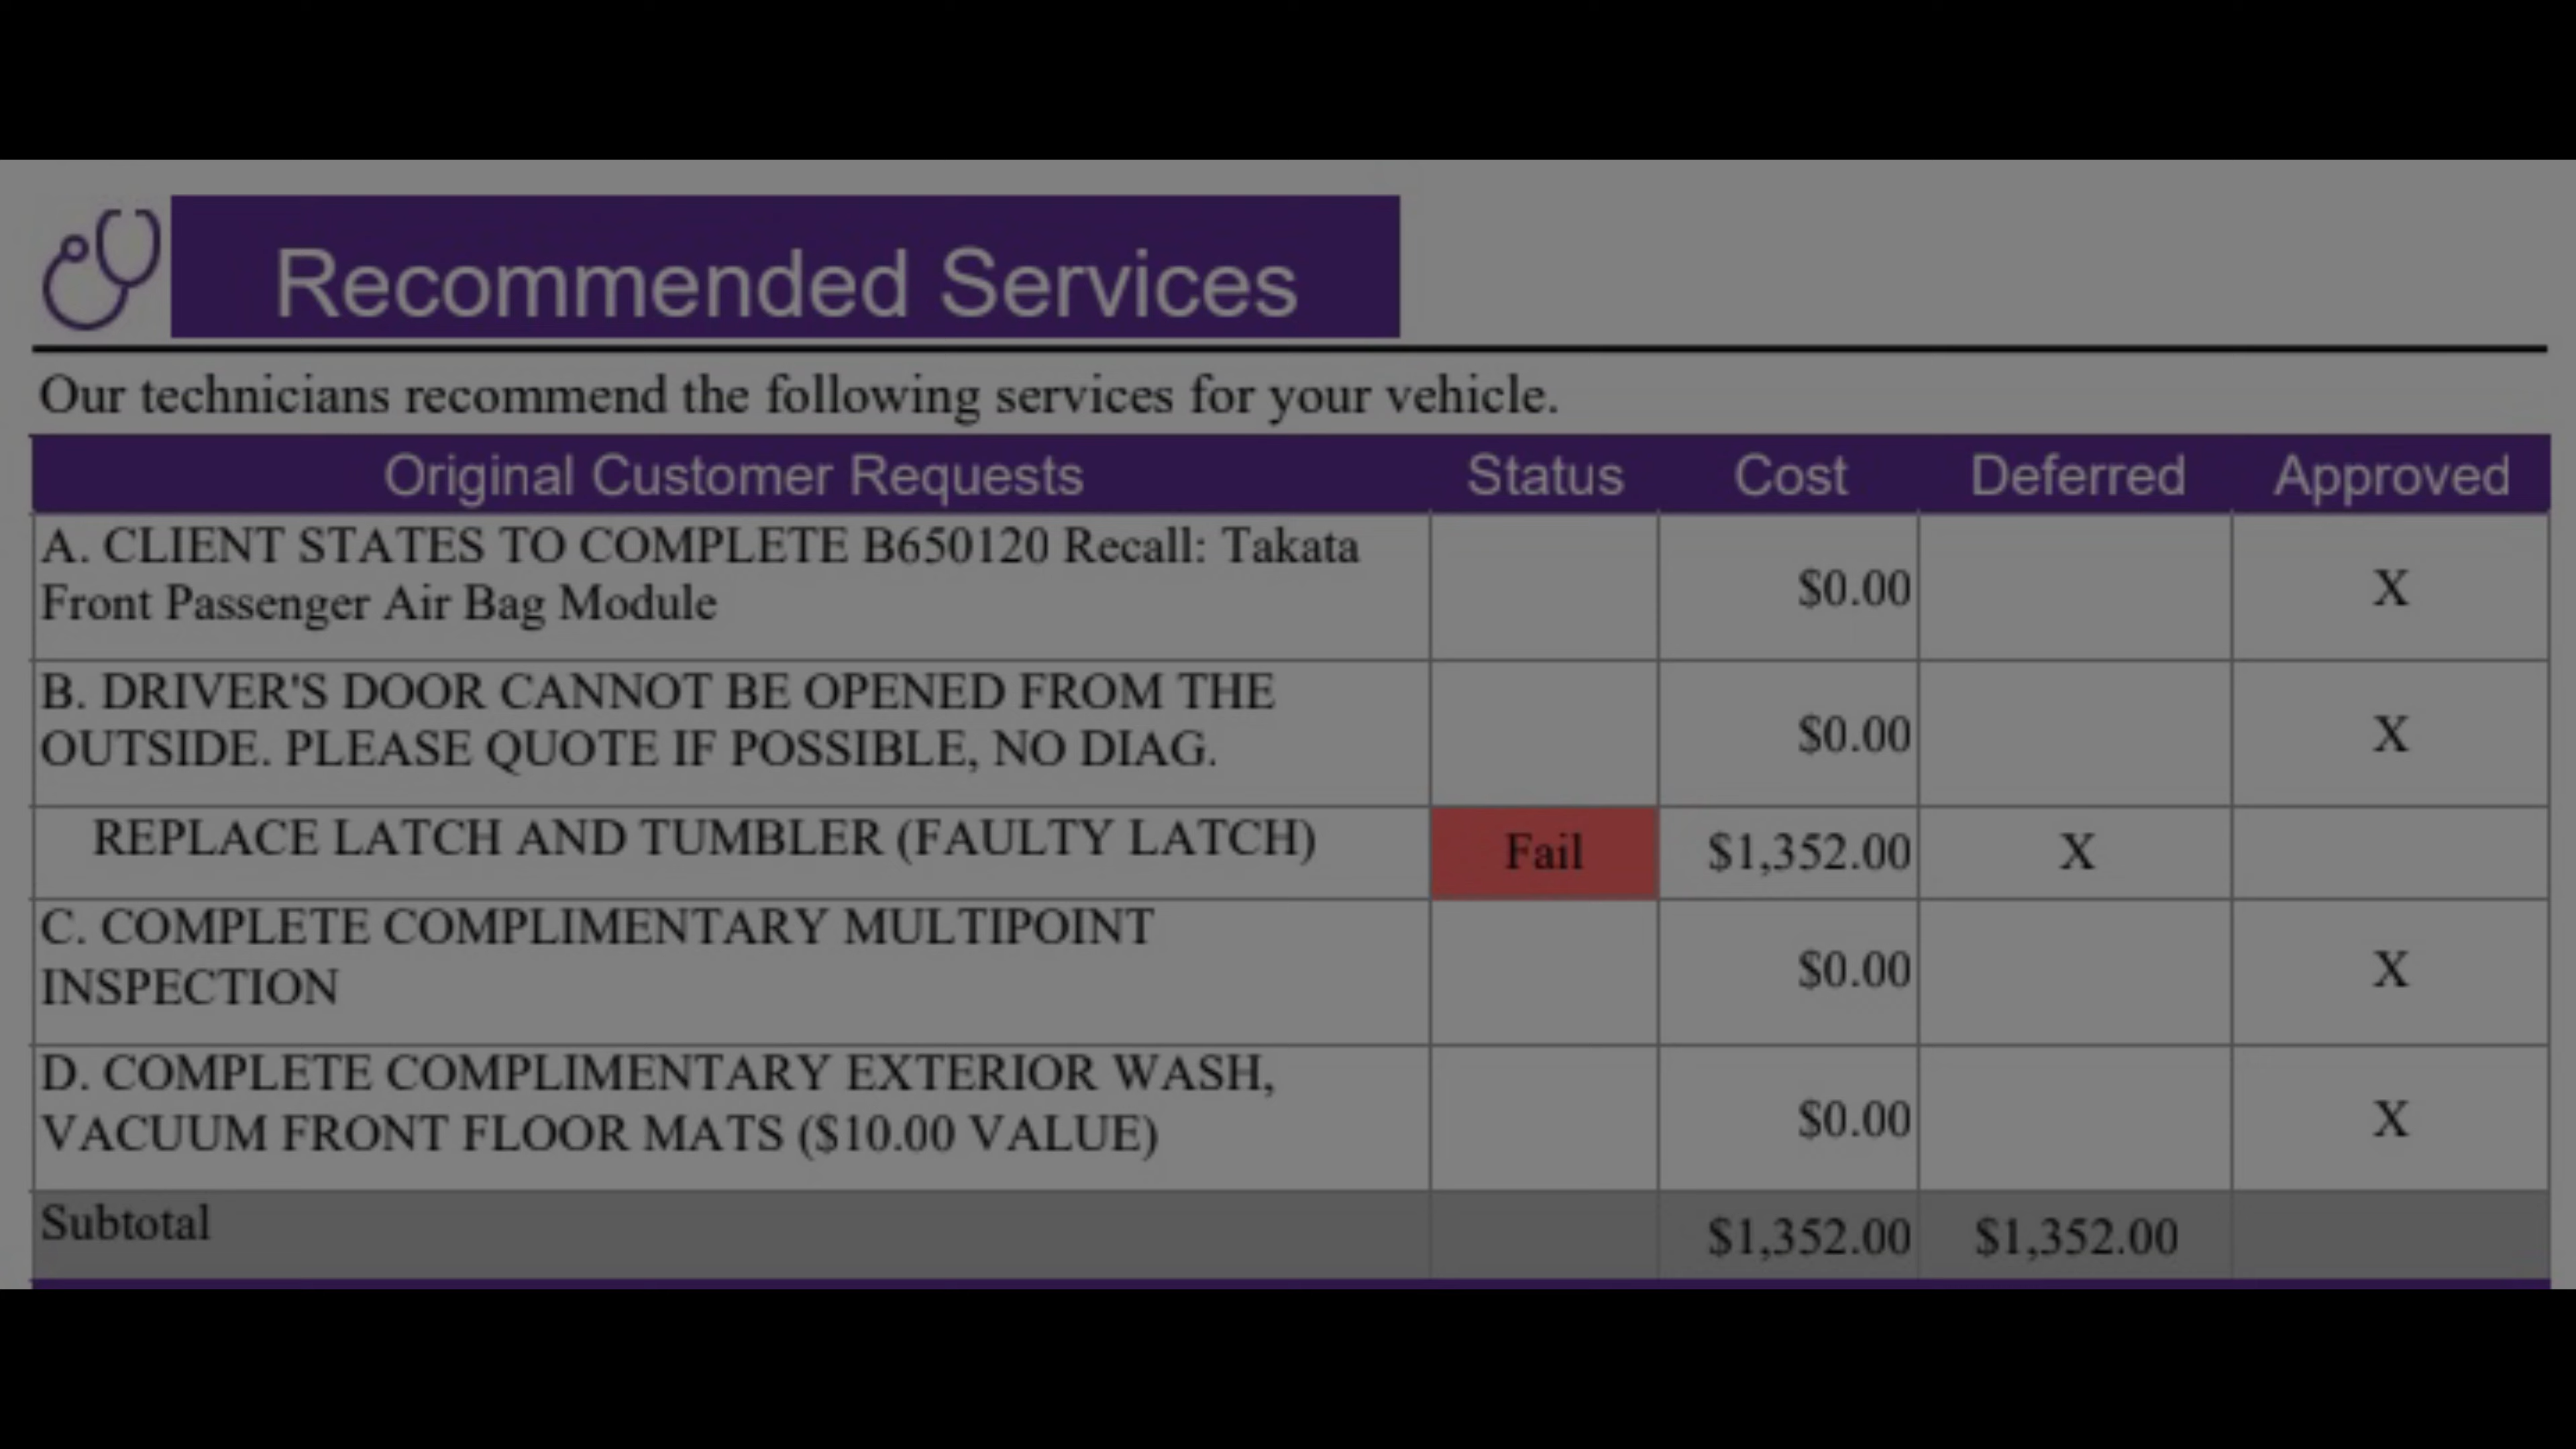 Recommended Services
Our technicians recommend the following services for your vehicle.
Original Customer Requests Status Cost Deferred Approved
A. CLIENT STATES TO COMPLETE B650120 Recall: Takata
Front Passenger Air Bag Module
$0.00 X
B. DRIVER'S DOOR CANNOT BE OPENED FROM THE
OUTSIDE. PLEASE QUOTE IF POSSIBLE, NO DIAG.
$0.00 X
REPLACE LATCH AND TUMBLER (FAULTY LATCH) Fail $1,352.00 X
C. COMPLETE COMPLIMENTARY MULTIPOINT
INSPECTION
$0.00 X
D. COMPLETE COMPLIMENTARY EXTERIOR WASH,
VACUUM FRONT FLOOR MATS ($10.00 VALUE)
$0.00 X
Subtotal $1,352.00 $1,352.00